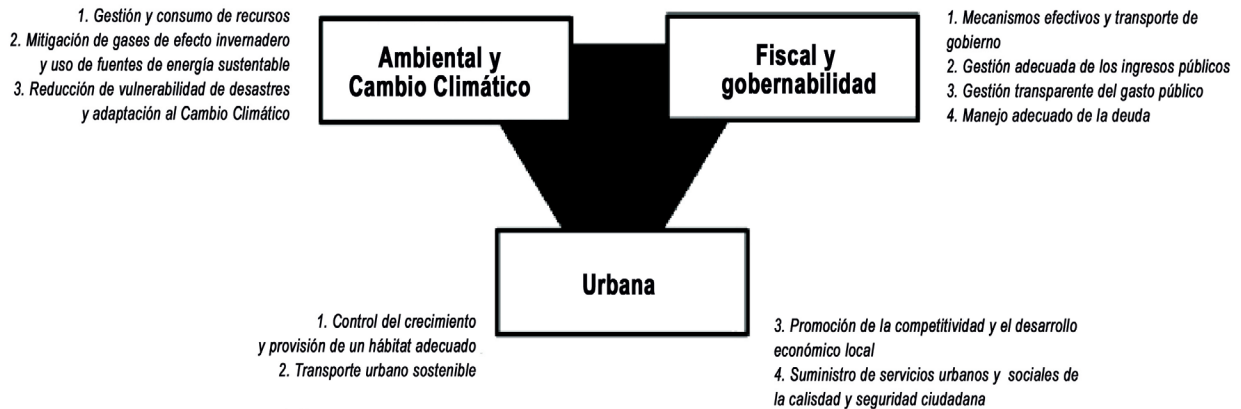 1. Gestión y consumo de recursos
2. Mitigación de gases de efecto invernadero
y uso de fuentes de energía sustentable
3. Reducción de vulnerabilidad de desastres
y adaptación al Cambio Climático
Ambiental y
Cambio Climático
Fiscal y
gobernabilidad
1. Mecanismos efectivos y transporte de
gobierno
2. Gestión adecuada de los ingresos públicos
3. Gestión transparente del gasto público
4. Manejo adecuado de la deuda
Urbana
1. Control del crecimiento
y provisión de un hábitat adecuado
2. Transporte urbano sostenible
3. Promoción de la competitividad y el desarrollo
económico local
4. Suministro de servicios urbanos y sociales de
la calisdad y seguridad ciudadana